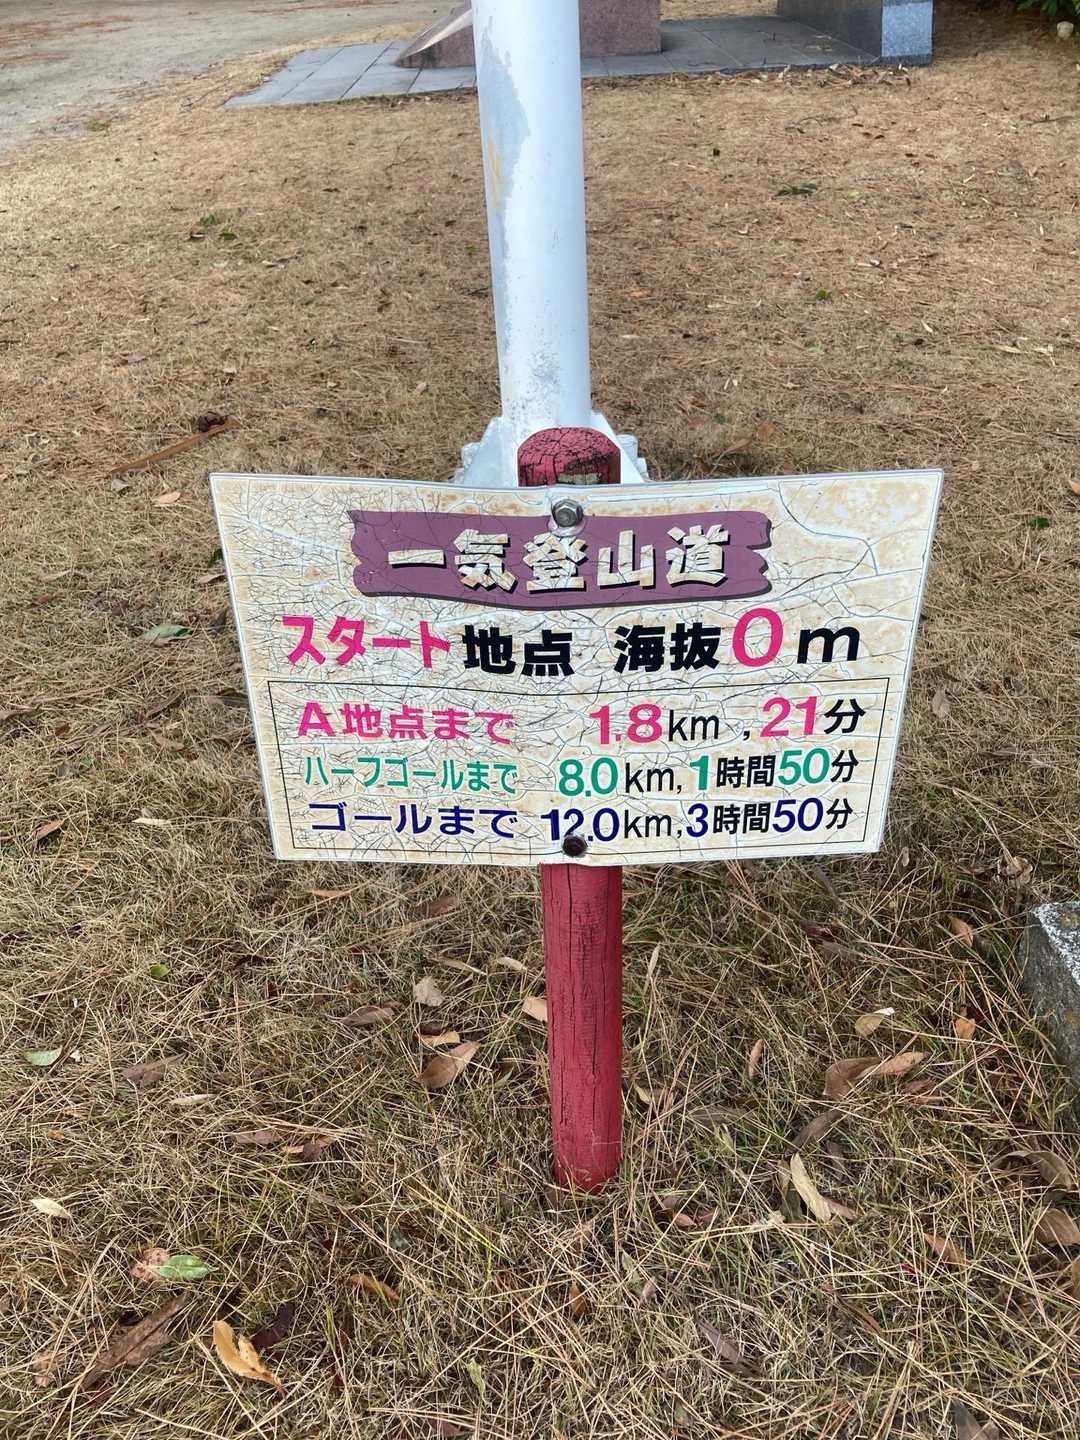 一気登山道
スタート地点 海抜0m
A地点まで 1.8km,21分
ハーフゴールまで 8.0km,1時間50分
ゴールまで 12.0km,3時間50分